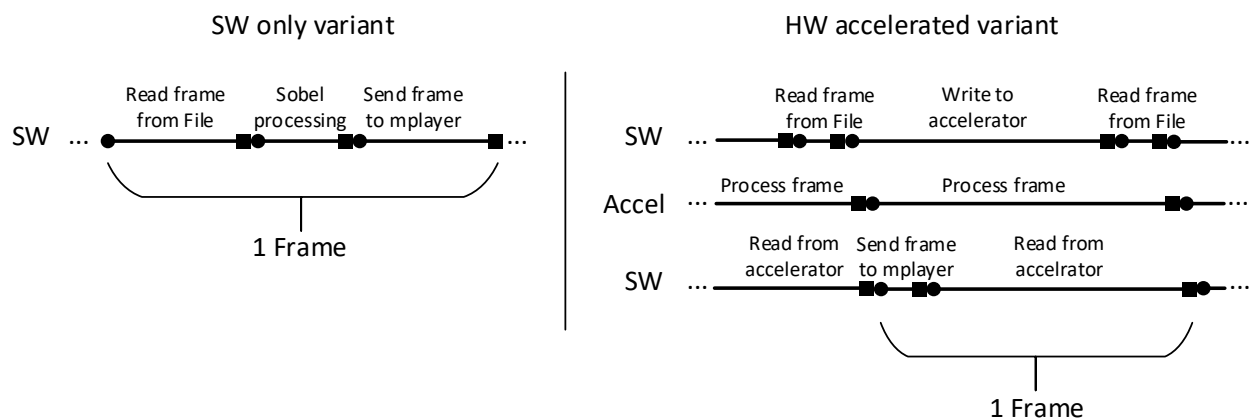 SW only variant
HW accelerated variant
Read frame
from File
Sobel
processing
Send frame
to mplayer
SW ... ...
1 Frame
Read frame
from File
Write to
accelerator
Read frame
from File
SW ... ...
Process frame
Process frame
Accel ... ...
Read from
accelerator
Send frame
to mplayer
Read from
accelrator
SW ... ...
1 Frame